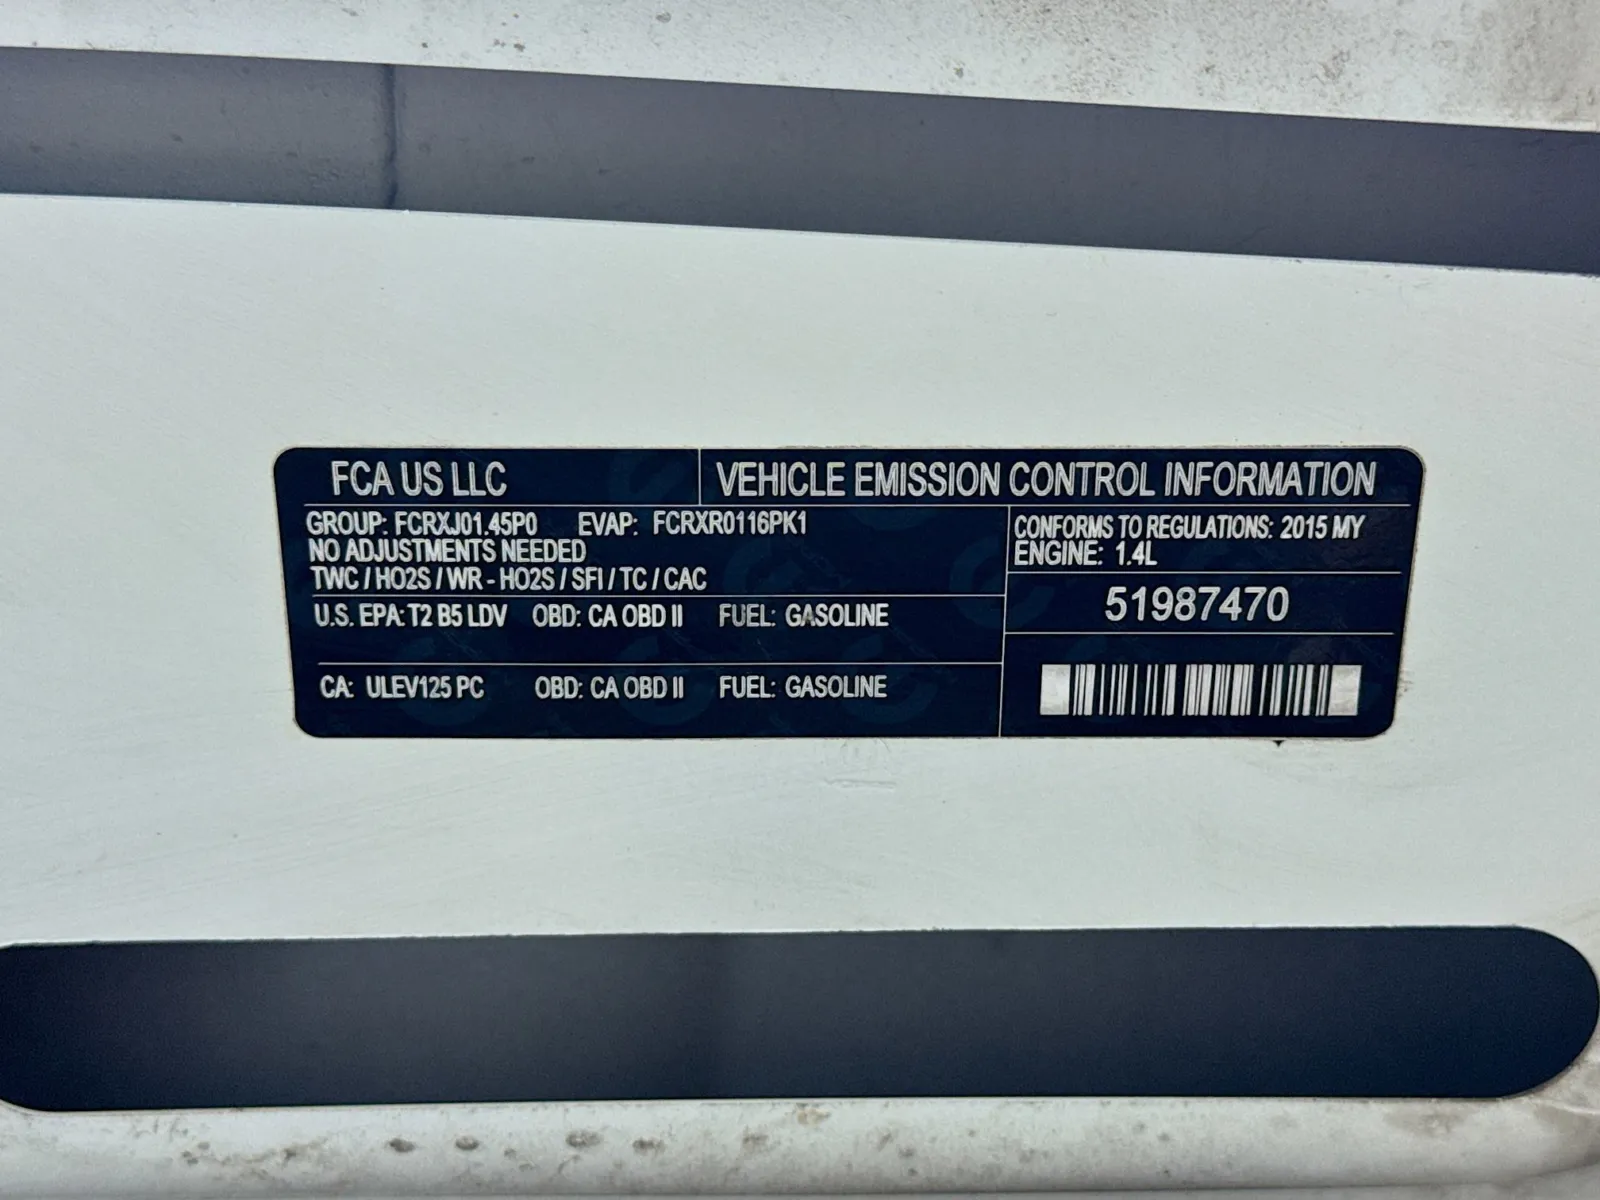 FCA US LLC
VEHICLE EMISSION CONTROL INFORMATION
GROUP: FCRXJ01.45P0 EVAP: FCRXR0116PK1
NO ADJUSTMENTS NEEDED
TWC / HO2S / WR - HO2S / SFI / TC / CAC
U.S. EPA: T2 B5 LDV OBD: CA OBD II FUEL: GASOLINE
CA: ULEV125 PC OBD: CA OBD II FUEL: GASOLINE
CONFORMS TO REGULATIONS: 2015 MY
ENGINE: 1.4L
51987470